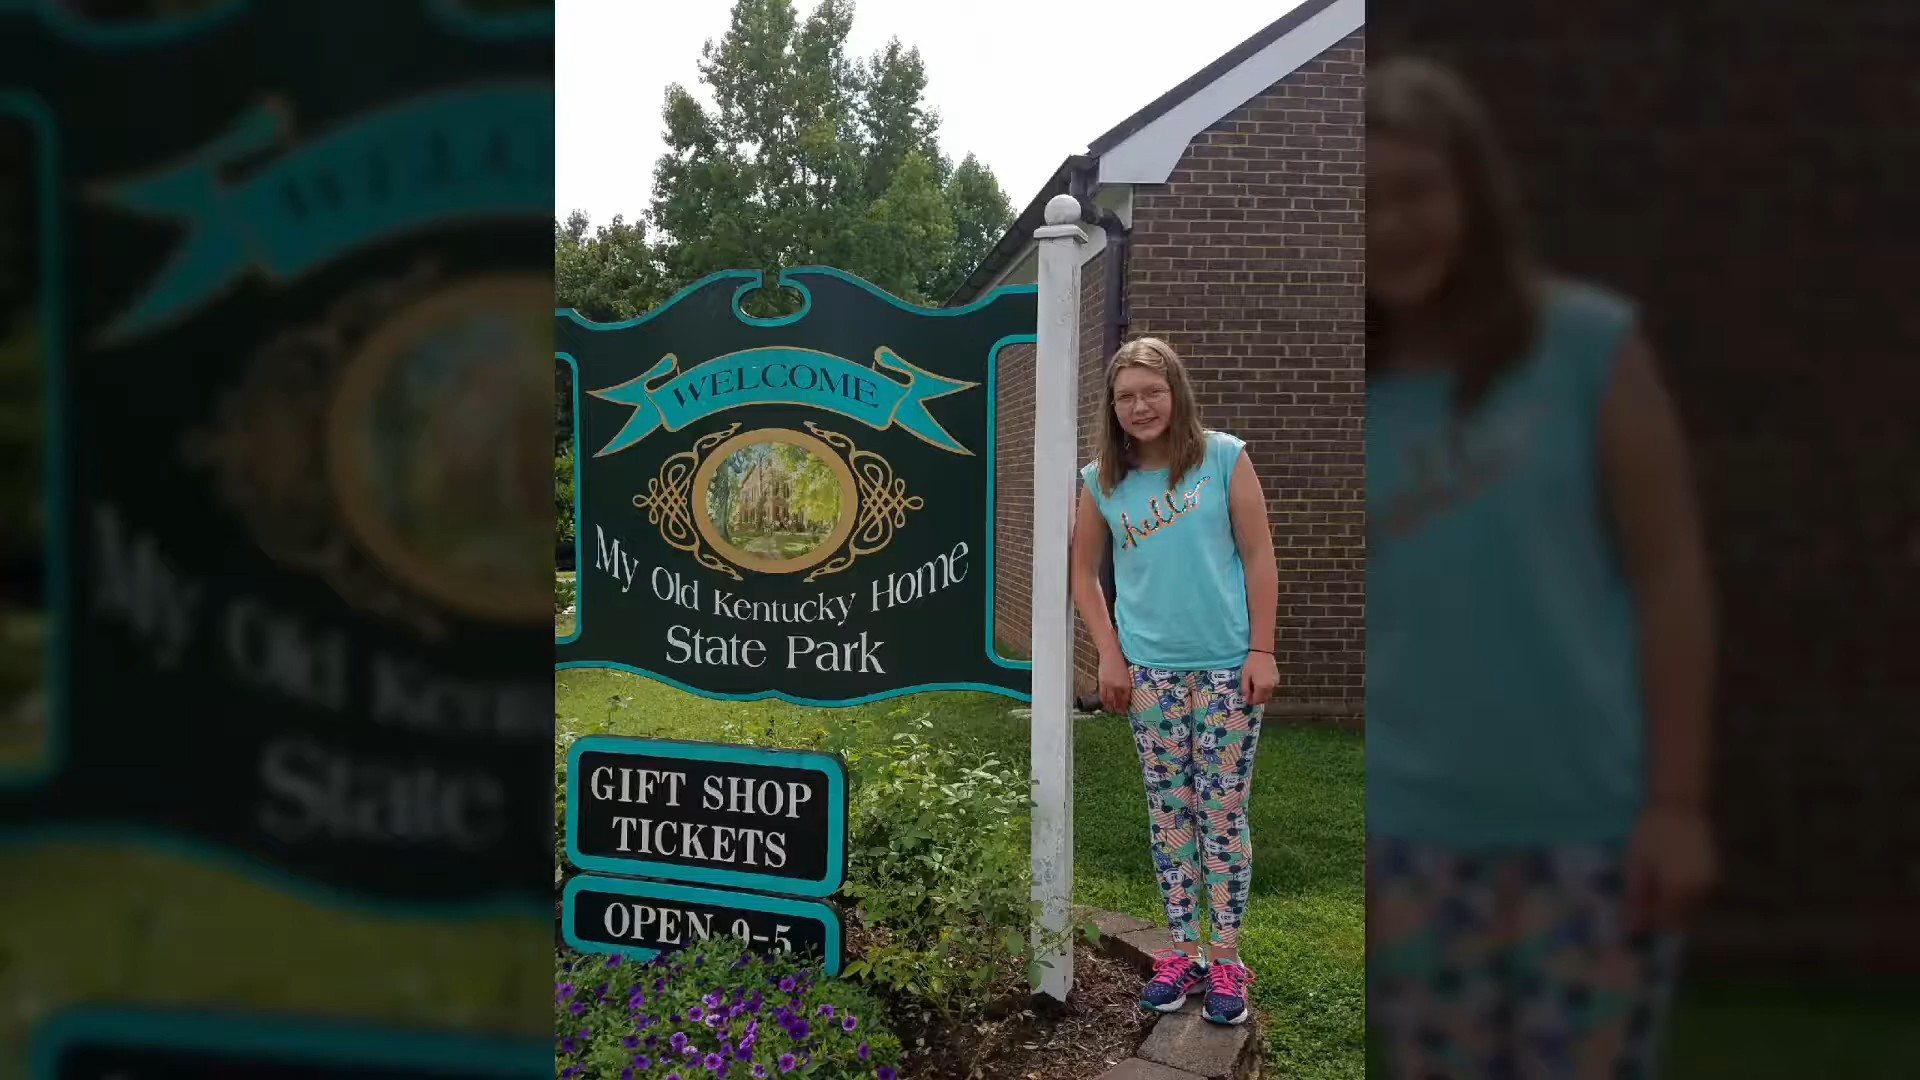 WELCOME
My Old Kentucky Home
State Park
hello
GIFT SHOP
TICKETS
OPEN 9-5